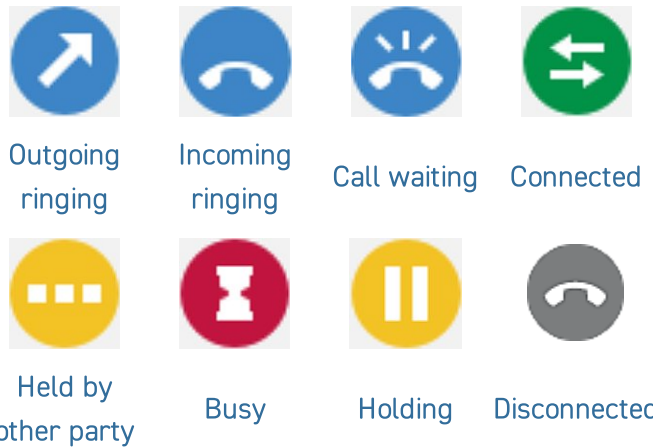 Outgoing
ringing
Incoming
ringing
Call waiting
Connected
Held by
other party
Busy
Holding
Disconnected